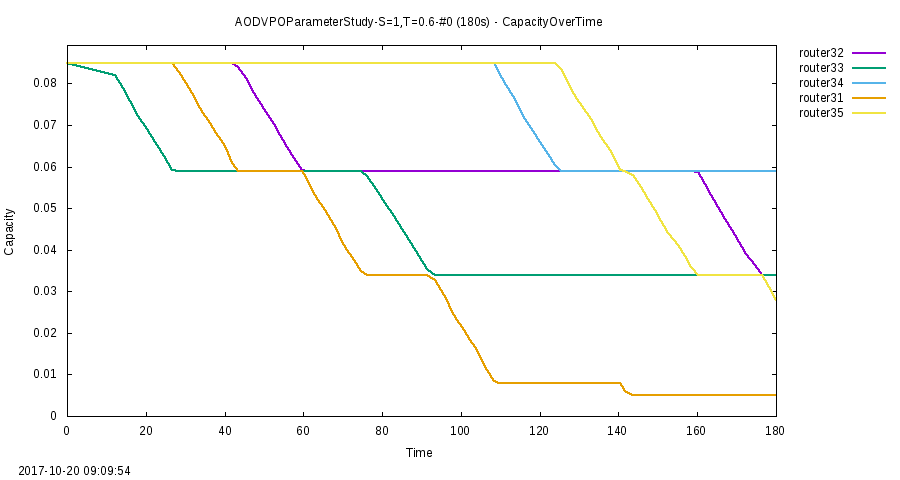 AODVPOParameterStudy-S=1,T=0.6-#0 (180s) - CapacityOverTime
router32
router33
router34
router31
router35
0.08
0.07
0.06
0.05
0.04
0.03
0.02
0.01
0
Capacity
0 20 40 60 80 100 120 140 160 180
Time
2017-10-20 09:09:54